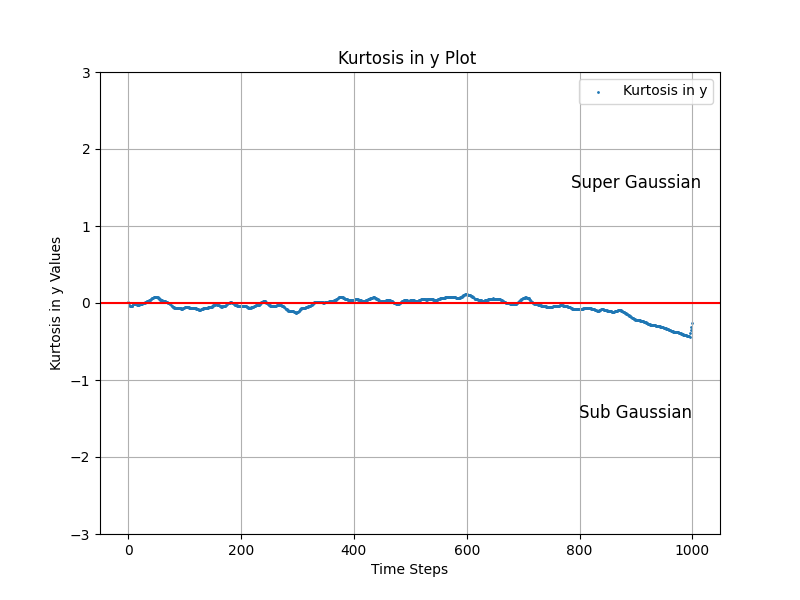 Kurtosis in y Plot
Kurtosis in y
Super Gaussian
Sub Gaussian
Kurtosis in y Values
3
2
1
0
−1
−2
−3
0 200 400 600 800 1000
Time Steps